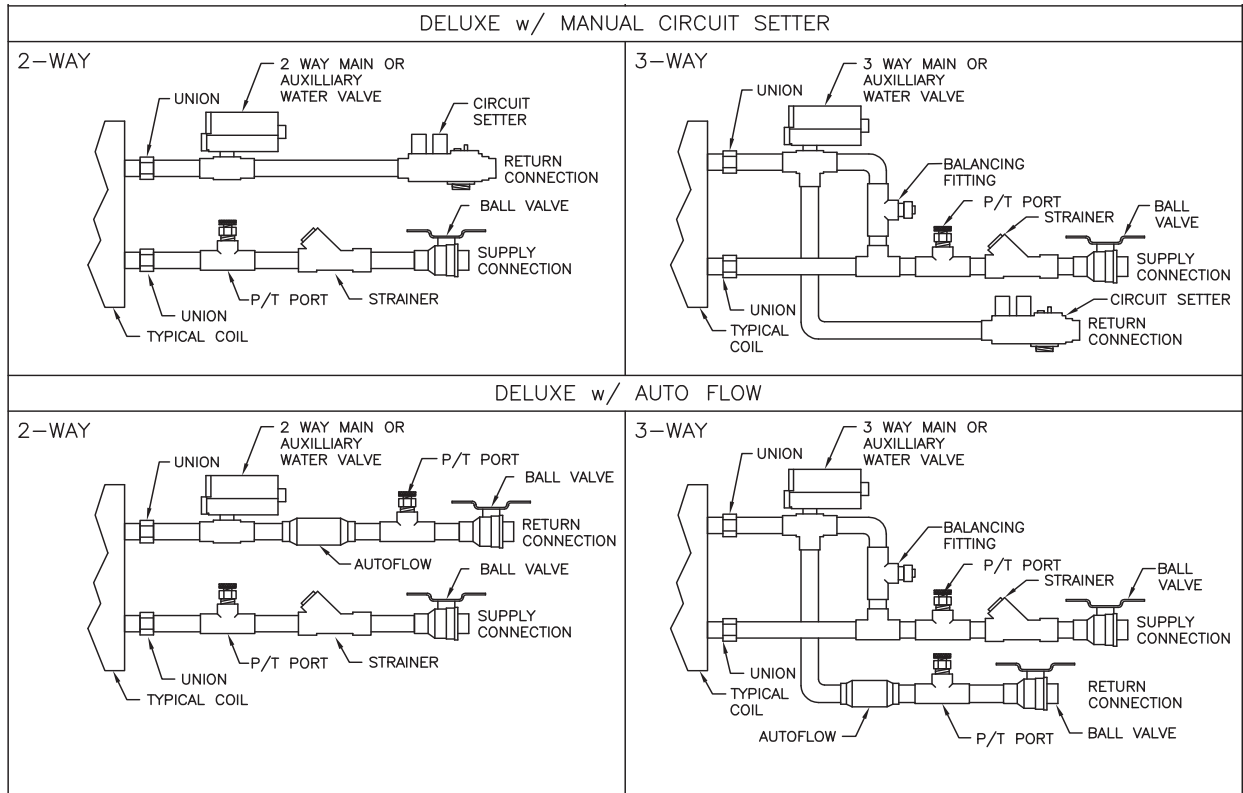 DELUXE w/ MANUAL CIRCUIT SETTER
2-WAY
2 WAY MAIN OR
AUXILLIARY
WATER VALVE
UNION
CIRCUIT
SETTER
RETURN
CONNECTION
BALL VALVE
SUPPLY
CONNECTION
P/T PORT
STRAINER
UNION
TYPICAL COIL
3-WAY
3 WAY MAIN OR
AUXILLIARY
WATER VALVE
UNION
BALANCING
FITTING
P/T PORT
STRAINER
BALL
VALVE
SUPPLY
CONNECTION
UNION
CIRCUIT SETTER
TYPICAL
COIL
RETURN
CONNECTION
DELUXE w/ AUTO FLOW
2-WAY
2 WAY MAIN OR
AUXILLIARY
WATER VALVE
UNION
P/T PORT
BALL VALVE
RETURN
CONNECTION
AUTOFLOW
BALL VALVE
SUPPLY
CONNECTION
P/T PORT
STRAINER
UNION
TYPICAL COIL
3-WAY
3 WAY MAIN OR
AUXILLIARY
WATER VALVE
UNION
BALANCING
FITTING
P/T PORT
STRAINER
BALL
VALVE
SUPPLY
CONNECTION
UNION
TYPICAL
COIL
RETURN
CONNECTION
AUTOFLOW
P/T PORT
BALL VALVE